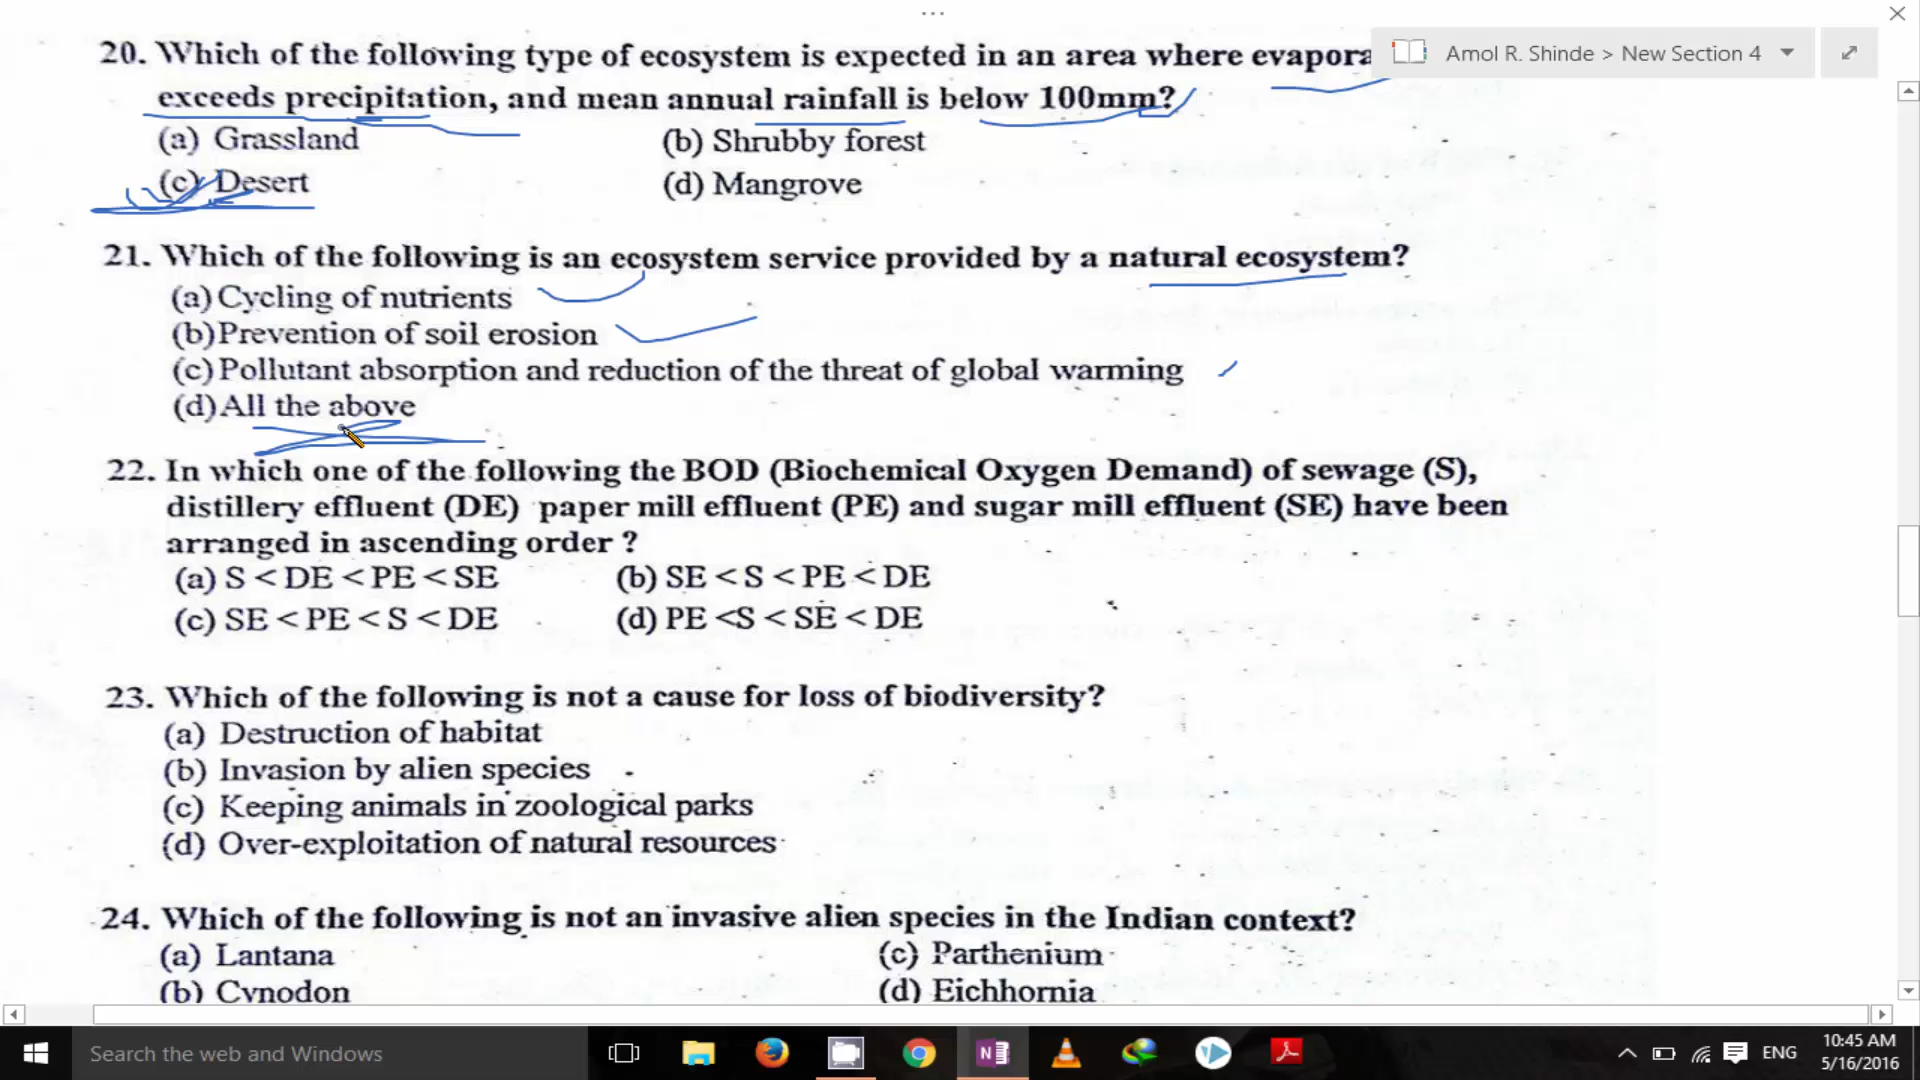 20. Which of the following type of ecosystem is expected in an area where evapora
exceeds precipitation, and mean annual rainfall is below 100mm?
(a) Grassland (b) Shrubby forest
(c) Desert (d) Mangrove
21. Which of the following is an ecosystem service provided by a natural ecosystem?
(a)Cycling of nutrients
(b)Prevention of soil erosion
(c)Pollutant absorption and reduction of the threat of global warming
(d)All the above
22. In which one of the following the BOD (Biochemical Oxygen Demand) of sewage (S),
distillery effluent (DE) paper mill effluent (PE) and sugar mill effluent (SE) have been
arranged in ascending order ?
(a) S < DE < PE < SE (b) SE < S < PE < DE
(c) SE < PE < S < DE (d) PE <S < SE < DE
23. Which of the following is not a cause for loss of biodiversity?
(a) Destruction of habitat
(b) Invasion by alien species
(c) Keeping animals in zoological parks
(d) Over-exploitation of natural resources
24. Which of the following is not an invasive alien species in the Indian context?
(a) Lantana (c) Parthenium
(b) Cynodon (d) Eichhornia
Amol R. Shinde > New Section 4
Search the web and Windows
ENG
10:45 AM
5/16/2016